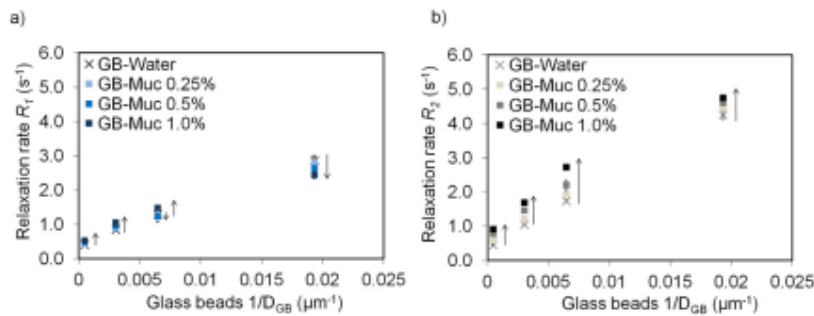 a)
Relaxation rate R₁ (s⁻¹)
6.0
5.0
4.0
3.0
2.0
1.0
0.0
× GB-Water
GB-Muc 0.25%
GB-Muc 0.5%
GB-Muc 1.0%
0 0.005 0.01 0.015 0.02 0.025
Glass beads 1/D_GB (µm⁻¹)
b)
Relaxation rate R₂ (s⁻¹)
6.0
5.0
4.0
3.0
2.0
1.0
0.0
× GB-Water
GB-Muc 0.25%
GB-Muc 0.5%
GB-Muc 1.0%
0 0.005 0.01 0.015 0.02 0.025
Glass beads 1/D_GB (µm⁻¹)